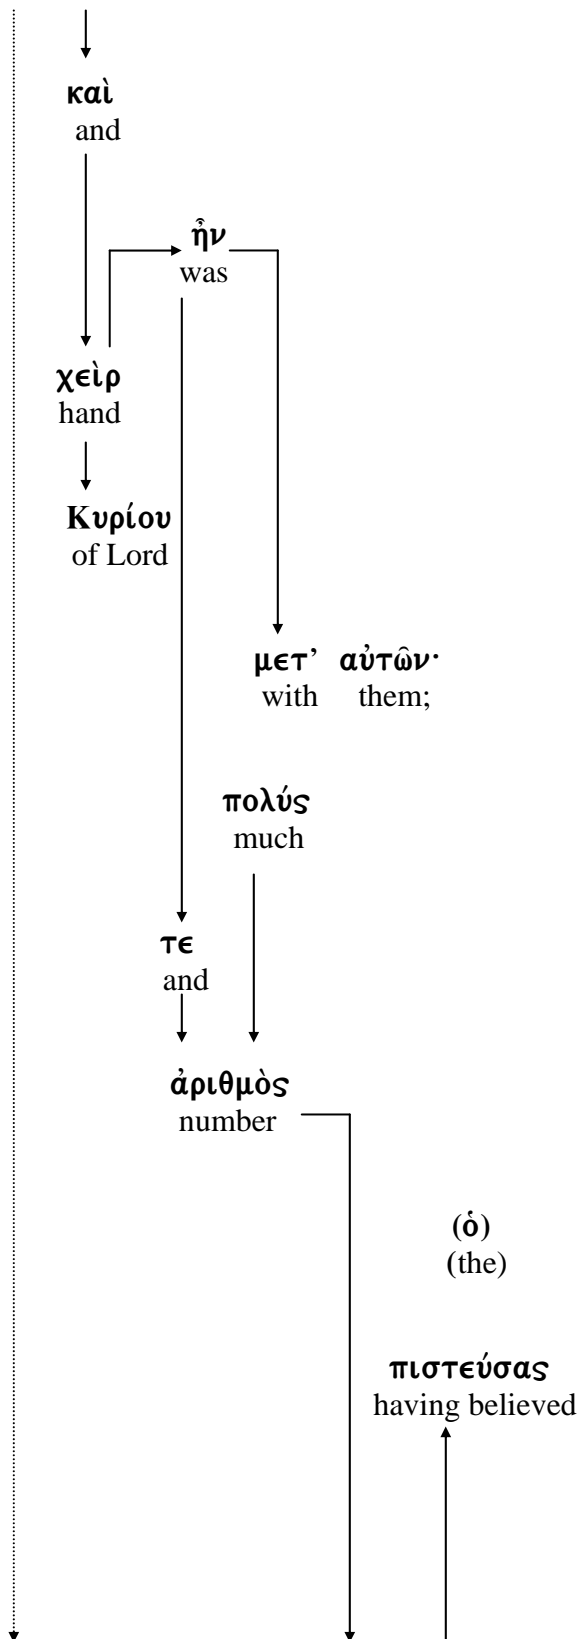 καὶ
and
ἦν
was
χεὶρ
hand
Κυρίου
of Lord
μετ’ αὐτῶν·
with them;
πολύς
much
τε
and
ἀριθμὸς
number
(ὁ)
(the)
πιστεύσας
having believed